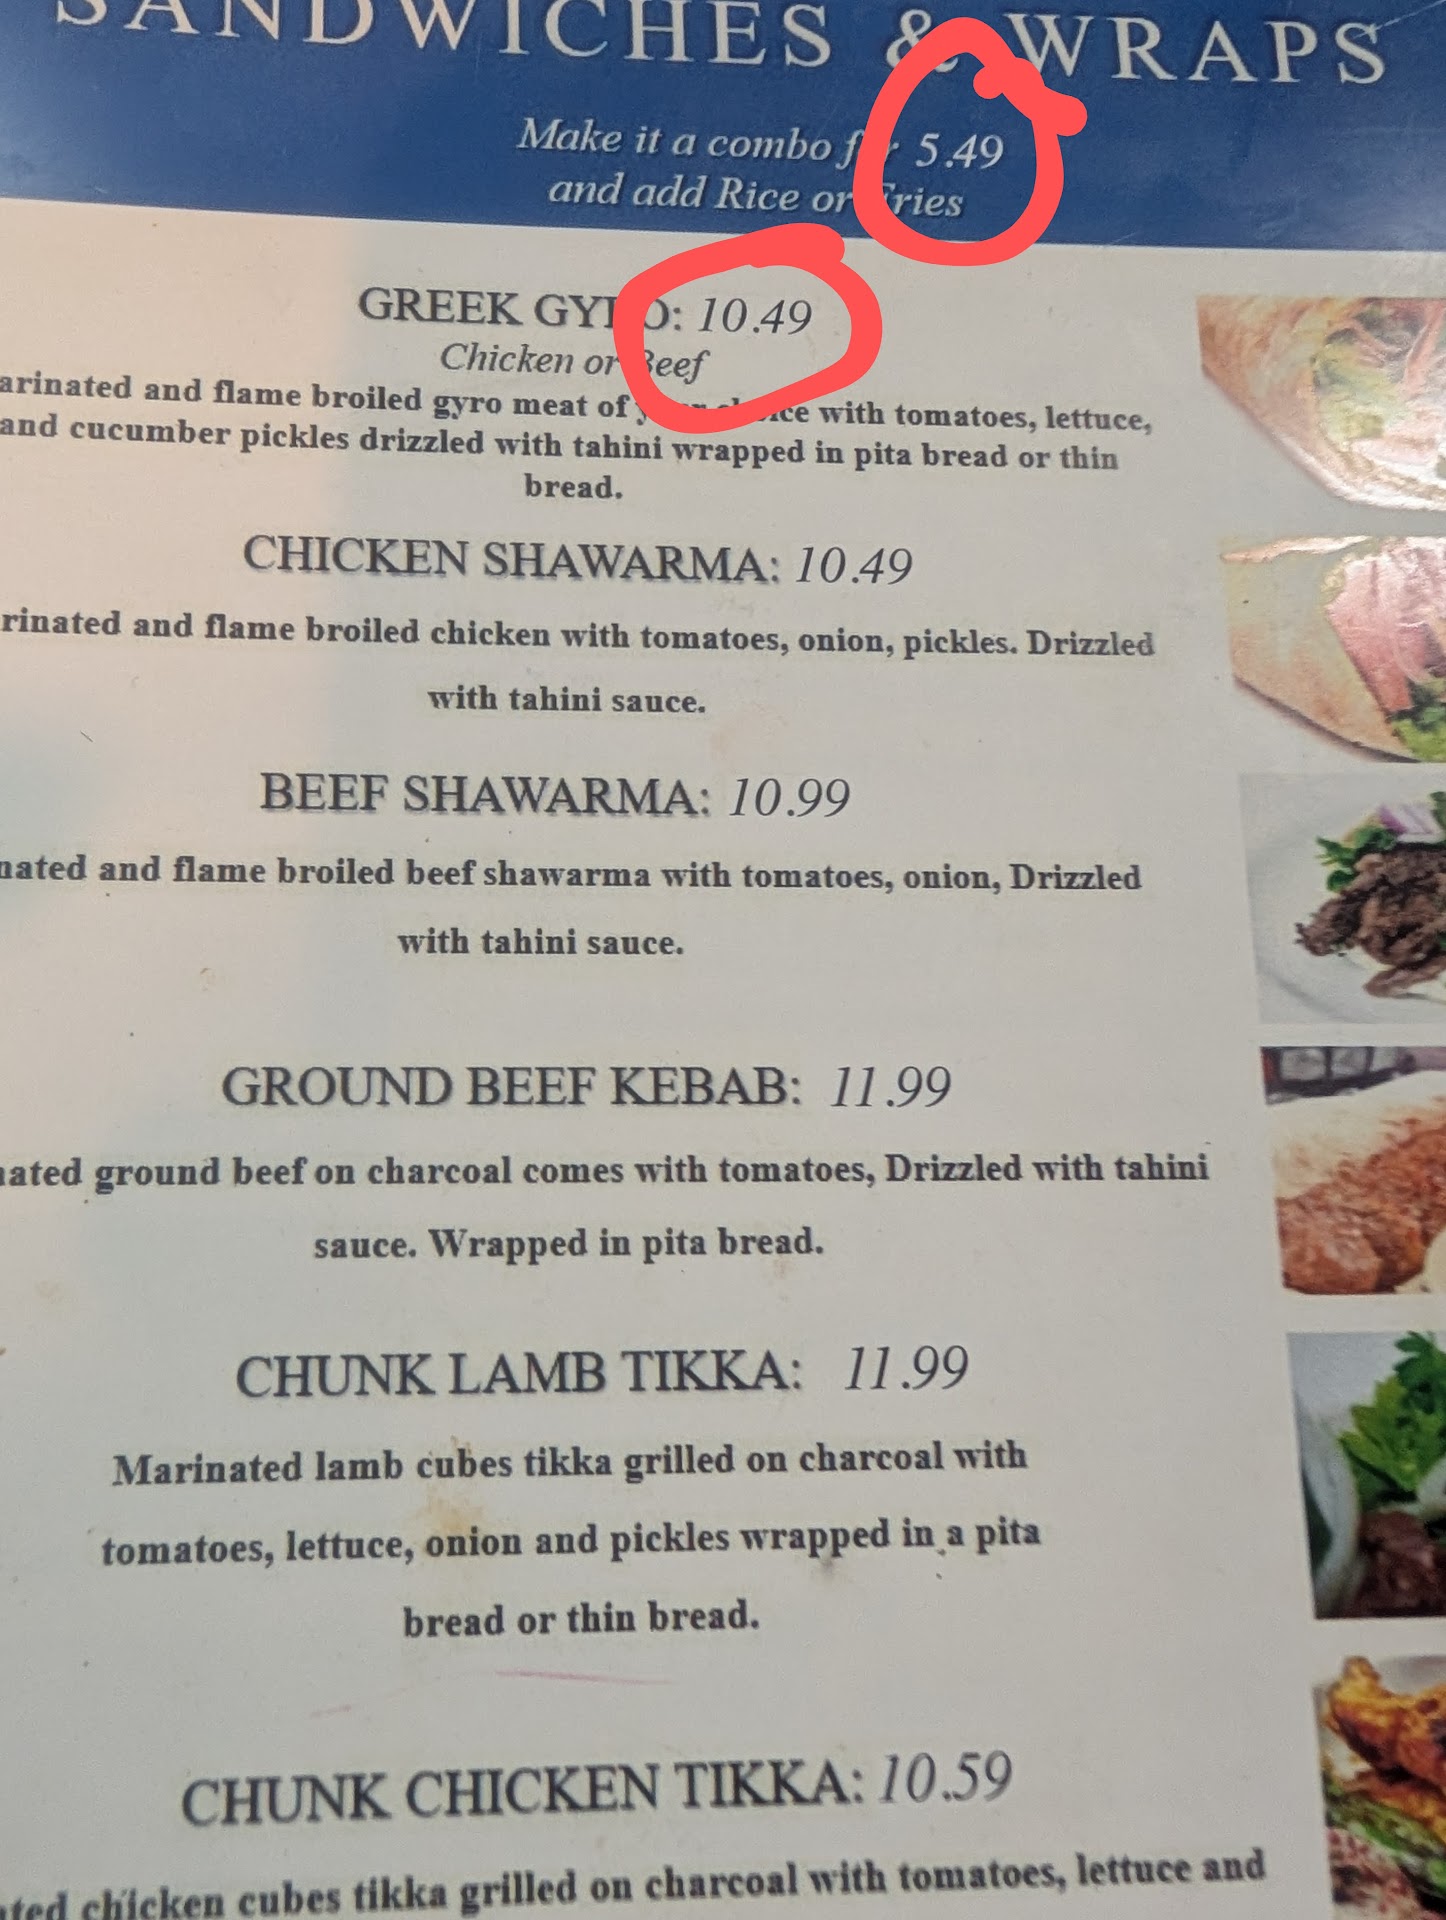 SANDWICHES & WRAPS
Make it a combo 5.49
and add Rice or Fries
GREEK GYRO: 10.49
Chicken or Beef
arinated and flame broiled gyro meat of with tomatoes, lettuce,
and cucumber pickles drizzled with tahini wrapped in pita bread or thin
bread.
CHICKEN SHAWARMA: 10.49
rinated and flame broiled chicken with tomatoes, onion, pickles. Drizzled
with tahini sauce.
BEEF SHAWARMA: 10.99
nated and flame broiled beef shawarma with tomatoes, onion, Drizzled
with tahini sauce.
GROUND BEEF KEBAB: 11.99
nated ground beef on charcoal comes with tomatoes, Drizzled with tahini
sauce. Wrapped in pita bread.
CHUNK LAMB TIKKA: 11.99
Marinated lamb cubes tikka grilled on charcoal with
tomatoes, lettuce, onion and pickles wrapped in a pita
bread or thin bread.
CHUNK CHICKEN TIKKA: 10.59
ated chicken cubes tikka grilled on charcoal with tomatoes, lettuce and